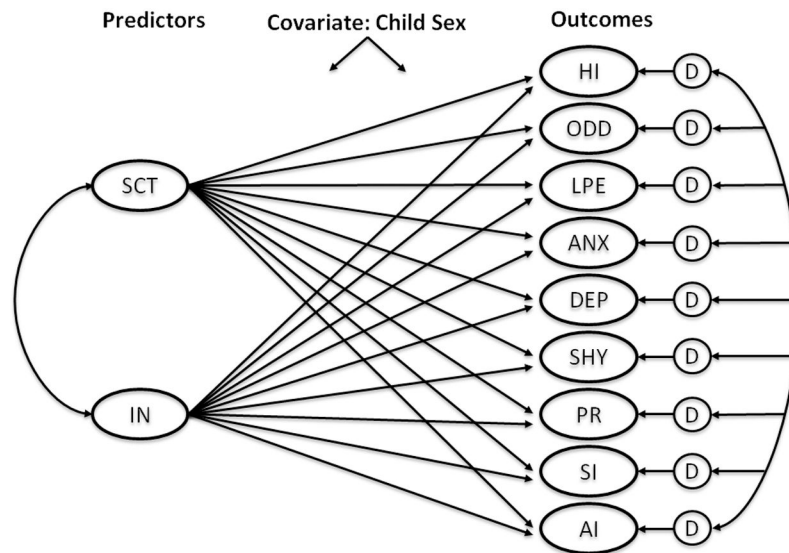 Predictors
Covariate: Child Sex
Outcomes
HI D
ODD D
SCT
LPE D
ANX D
DEP D
SHY D
IN
PR D
SI D
AI D